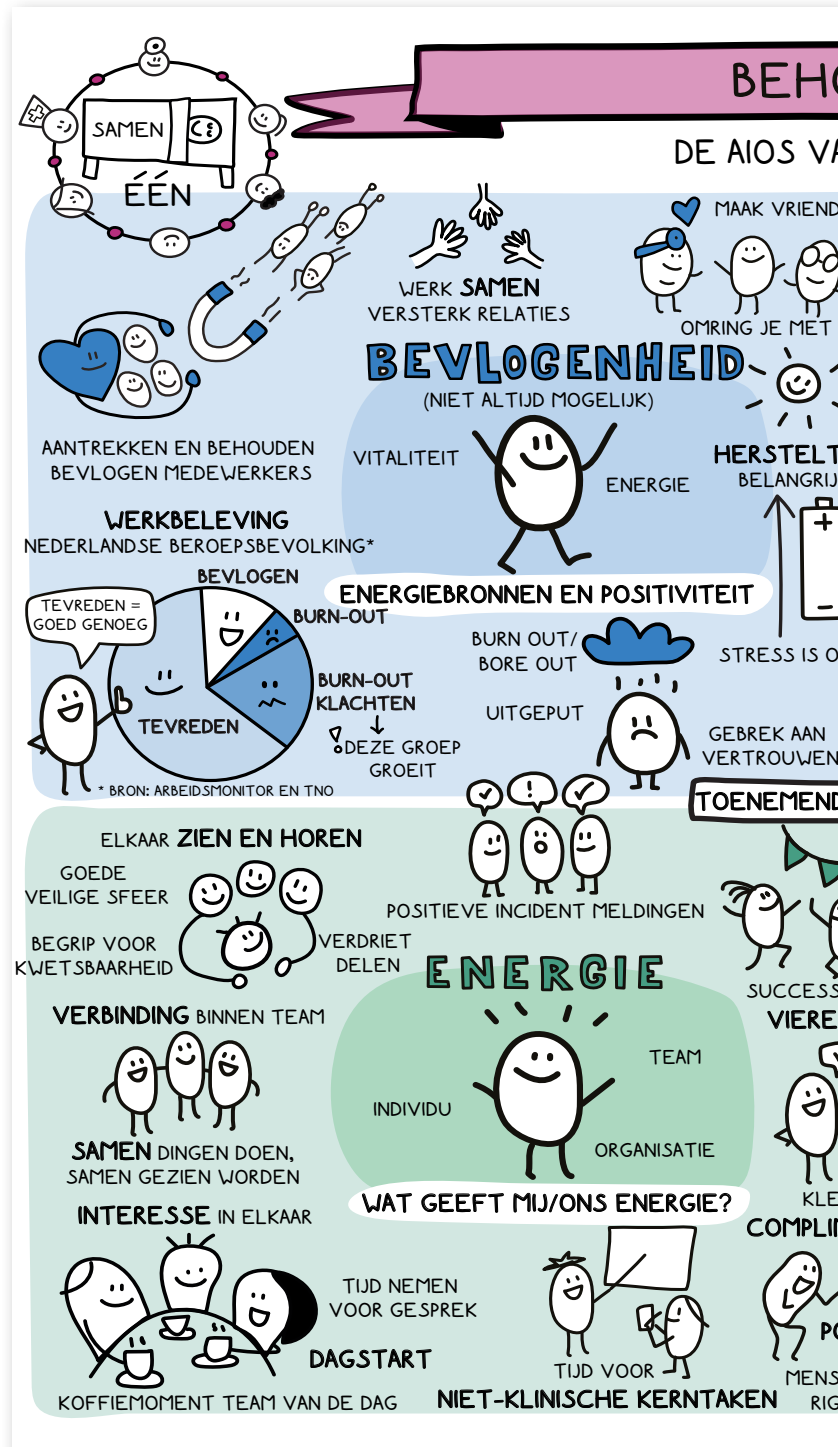 SAMEN
ÉÉN
BEHO
DE AIOS VA
WERK SAMEN
VERSTERK RELATIES
MAAK VRIEND
OMRING JE MET
AANTREKKEN EN BEHOUDEN
BEVLOGEN MEDEWERKERS
BEVLOGENHEID
(NIET ALTIJD MOGELIJK)
VITALITEIT
ENERGIE
HERSTELT
BELANGRIJ
ENERGIEBRONNEN EN POSITIVITEIT
WERKBELEVING
NEDERLANDSE BEROEPSBEVOLKING*
BEVLOGEN
TEVREDEN =
GOED GENOEG
BURN-OUT
BURN-OUT
KLACHTEN
TEVREDEN
! DEZE GROEP
GROEIT
* BRON: ARBEIDSMONITOR EN TNO
BURN OUT/
BORE OUT
UITGEPUT
+
-
STRESS IS O
GEBREK AAN
VERTROUWEN
TOENEMEND
ELKAAR ZIEN EN HOREN
GOEDE
VEILIGE SFEER
BEGRIP VOOR
KWETSBAARHEID
VERDRIET
DELEN
!
POSITIEVE INCIDENT MELDINGEN
SUCCESS
VIERE
VERBINDING BINNEN TEAM
SAMEN DINGEN DOEN,
SAMEN GEZIEN WORDEN
ENERGIE
TEAM
INDIVIDU
ORGANISATIE
WAT GEEFT MIJ/ONS ENERGIE?
KLE
COMPLIM
INTERESSE IN ELKAAR
TIJD NEMEN
VOOR GESPREK
DAGSTART
KOFFIEMOMENT TEAM VAN DE DAG
TIJD VOOR
NIET-KLINISCHE KERNTAKEN
PO
MENS
RIG